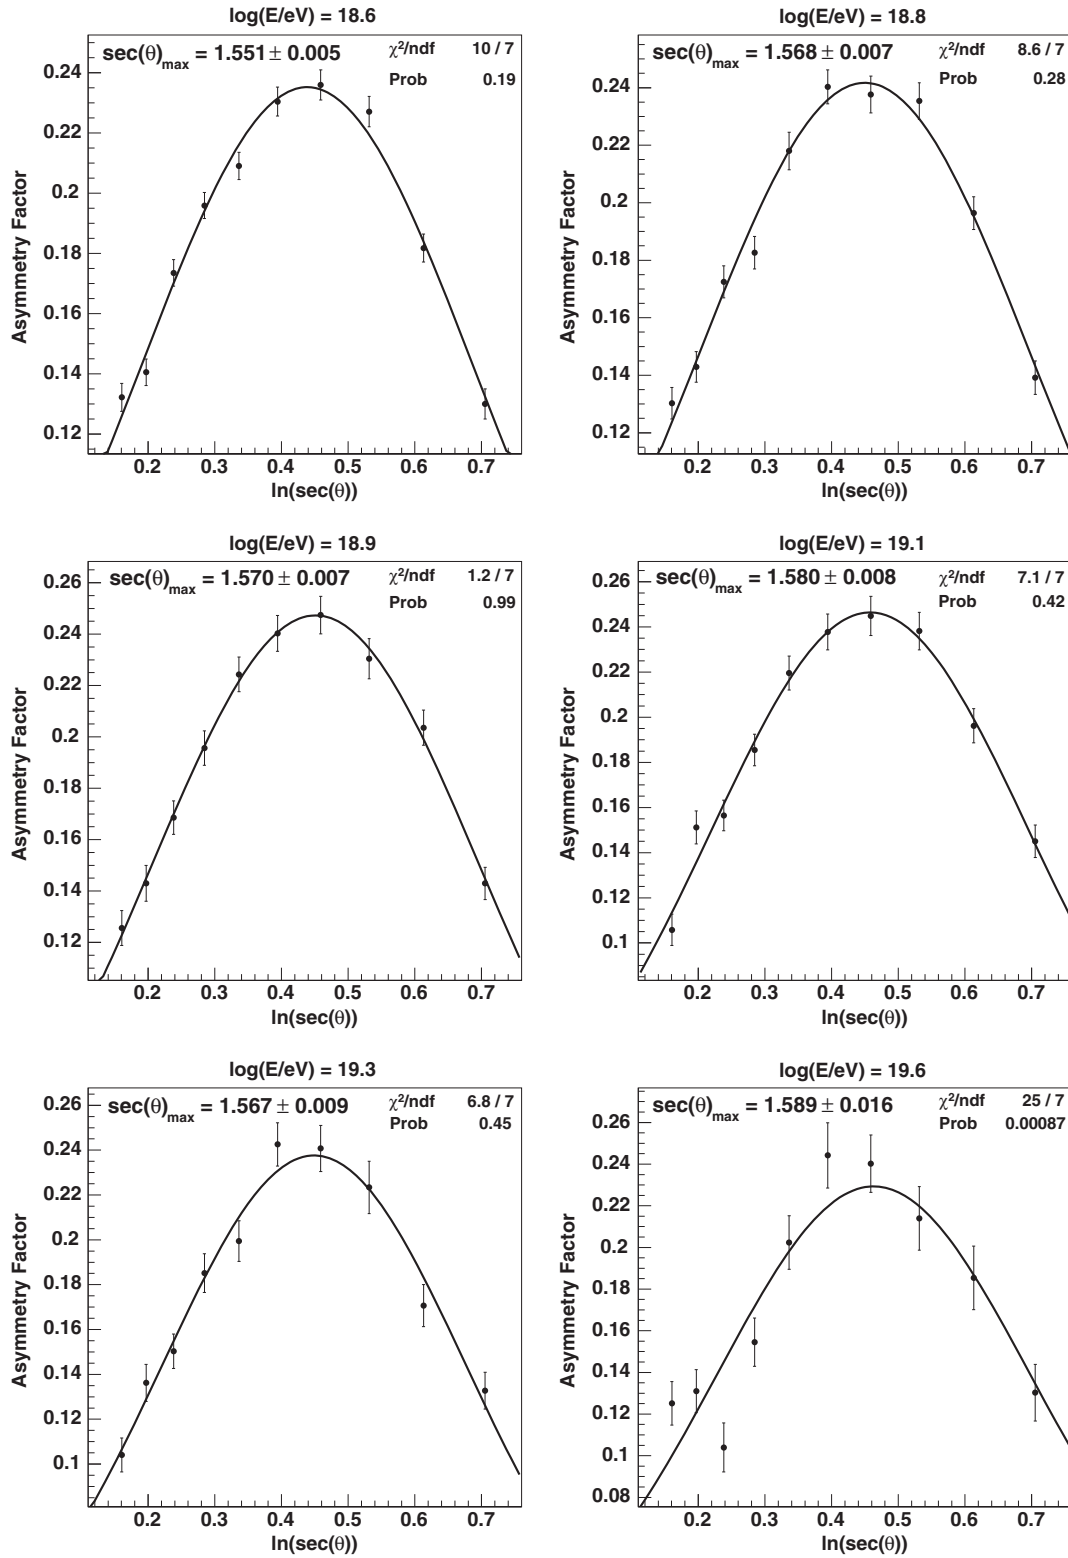 log(E/eV) = 18.6
sec(θ)max = 1.551 ± 0.005
χ²/ndf 10 / 7
Prob 0.19
0.24
0.22
0.2
0.18
0.16
0.14
0.12
Asymmetry Factor
0.2 0.3 0.4 0.5 0.6 0.7
ln(sec(θ))
log(E/eV) = 18.8
sec(θ)max = 1.568 ± 0.007
χ²/ndf 8.6 / 7
Prob 0.28
0.24
0.22
0.2
0.18
0.16
0.14
0.12
Asymmetry Factor
0.2 0.3 0.4 0.5 0.6 0.7
ln(sec(θ))
log(E/eV) = 18.9
sec(θ)max = 1.570 ± 0.007
χ²/ndf 1.2 / 7
Prob 0.99
0.26
0.24
0.22
0.2
0.18
0.16
0.14
0.12
Asymmetry Factor
0.2 0.3 0.4 0.5 0.6 0.7
ln(sec(θ))
log(E/eV) = 19.1
sec(θ)max = 1.580 ± 0.008
χ²/ndf 7.1 / 7
Prob 0.42
0.26
0.24
0.22
0.2
0.18
0.16
0.14
0.12
0.1
Asymmetry Factor
0.2 0.3 0.4 0.5 0.6 0.7
ln(sec(θ))
log(E/eV) = 19.3
sec(θ)max = 1.567 ± 0.009
χ²/ndf 6.8 / 7
Prob 0.45
0.26
0.24
0.22
0.2
0.18
0.16
0.14
0.12
0.1
Asymmetry Factor
0.2 0.3 0.4 0.5 0.6 0.7
ln(sec(θ))
log(E/eV) = 19.6
sec(θ)max = 1.589 ± 0.016
χ²/ndf 25 / 7
Prob 0.00087
0.26
0.24
0.22
0.2
0.18
0.16
0.14
0.12
0.1
0.08
Asymmetry Factor
0.2 0.3 0.4 0.5 0.6 0.7
ln(sec(θ))